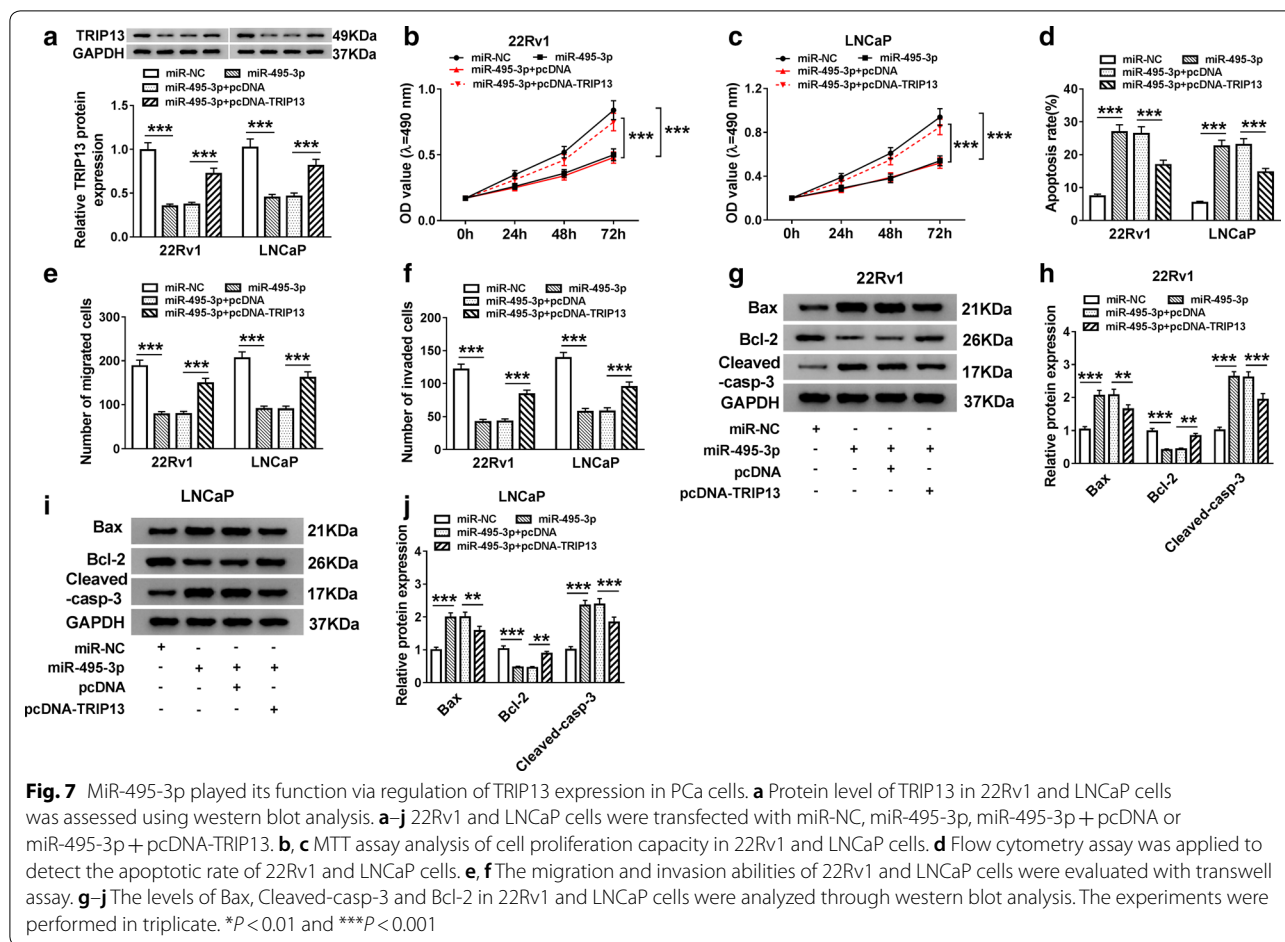 a
TRIP13 49KDa
GAPDH 37KDa
miR-NC miR-495-3p
miR-495-3p+pcDNA
miR-495-3p+pcDNA-TRIP13
Relative TRIP13 protein
expression
1.5
1.0
0.5
0.0
*** *** *** ***
22Rv1 LNCaP
b
22Rv1
miR-NC miR-495-3p
miR-495-3p+pcDNA
miR-495-3p+pcDNA-TRIP13
OD value (λ=490 nm)
1.0
0.5
0.0
0h 24h 48h 72h
*** ***
c
LNCaP
miR-NC miR-495-3p
miR-495-3p+pcDNA
miR-495-3p+pcDNA-TRIP13
OD value (λ=490 nm)
1.2
0.8
0.4
0.0
0h 24h 48h 72h
*** ***
d
miR-NC
miR-495-3p
miR-495-3p+pcDNA
miR-495-3p+pcDNA-TRIP13
Apoptosis rate(%)
40
30
20
10
0
*** *** *** ***
22Rv1 LNCaP
e
miR-NC miR-495-3p
miR-495-3p+pcDNA
miR-495-3p+pcDNA-TRIP13
Number of migrated cells
300
200
100
0
*** *** *** ***
22Rv1 LNCaP
f
miR-NC miR-495-3p
miR-495-3p+pcDNA
miR-495-3p+pcDNA-TRIP13
Number of invaded cells
200
150
100
50
0
*** *** *** ***
22Rv1 LNCaP
g
22Rv1
Bax 21KDa
Bcl-2 26KDa
Cleaved
-casp-3 17KDa
GAPDH 37KDa
miR-NC + - - -
miR-495-3p - + + +
pcDNA - - + -
pcDNA-TRIP13 - - - +
h
22Rv1
miR-NC miR-495-3p
miR-495-3p+pcDNA
miR-495-3p+pcDNA-TRIP13
Relative protein expression
4
3
2
1
0
*** ** *** ** *** ***
Bax Bcl-2 Cleaved-casp-3
i
LNCaP
Bax 21KDa
Bcl-2 26KDa
Cleaved
-casp-3 17KDa
GAPDH 37KDa
miR-NC + - - -
miR-495-3p - + + +
pcDNA - - + -
pcDNA-TRIP13 - - - +
j
LNCaP
miR-NC miR-495-3p
miR-495-3p+pcDNA
miR-495-3p+pcDNA-TRIP13
Relative protein expression
4
3
2
1
0
*** ** *** ** *** ***
Bax Bcl-2 Cleaved-casp-3
Fig. 7 MiR-495-3p played its function via regulation of TRIP13 expression in PCa cells. a Protein level of TRIP13 in 22Rv1 and LNCaP cells
was assessed using western blot analysis. a–j 22Rv1 and LNCaP cells were transfected with miR-NC, miR-495-3p, miR-495-3p + pcDNA or
miR-495-3p + pcDNA-TRIP13. b, c MTT assay analysis of cell proliferation capacity in 22Rv1 and LNCaP cells. d Flow cytometry assay was applied to
detect the apoptotic rate of 22Rv1 and LNCaP cells. e, f The migration and invasion abilities of 22Rv1 and LNCaP cells were evaluated with transwell
assay. g–j The levels of Bax, Cleaved-casp-3 and Bcl-2 in 22Rv1 and LNCaP cells were analyzed through western blot analysis. The experiments were
performed in triplicate. *P < 0.01 and ***P < 0.001